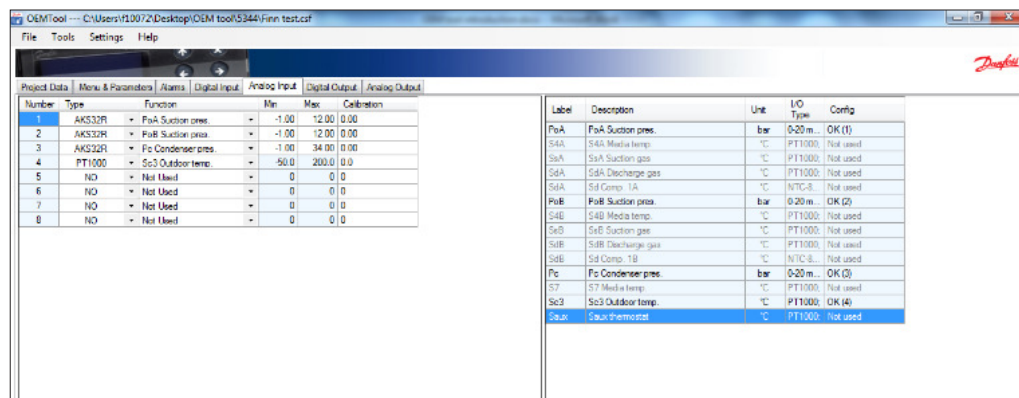 OEMTool --- C:\Users\f10072\Desktop\OEM tool\5344\Finn test.csf
File Tools Settings Help
Danfoss
Project Data Menu & Parameters Alarms Digital Input Analog Input Digital Output Analog Output
Number Type Function Min Max Calibration
1 AKS32R PoA Suction pres. -1.00 12.00 0.00
2 AKS32R PoB Suction pres. -1.00 12.00 0.00
3 AKS32R Pc Condenser pres. -1.00 34.00 0.00
4 PT1000 Sc3 Outdoor temp. -50.0 200.0 0.0
5 NO Not Used 0 0 0
6 NO Not Used 0 0 0
7 NO Not Used 0 0 0
8 NO Not Used 0 0 0
Label Description Unit I/O Type Config
PoA PoA Suction pres. bar 0-20 m... OK (1)
S4A S4A Media temp. °C PT1000; Not used
SsA SsA Suction gas °C PT1000; Not used
SdA SdA Discharge gas °C PT1000; Not used
SdA Sd Comp. 1A °C NTC-8... Not used
PoB PoB Suction pres. bar 0-20 m... OK (2)
S4B S4B Media temp. °C PT1000; Not used
SsB SsB Suction gas °C PT1000; Not used
SdB SdB Discharge gas °C PT1000; Not used
SdB Sd Comp. 1B °C NTC-8... Not used
Pc Pc Condenser pres. bar 0-20 m... OK (3)
S7 S7 Media temp. °C PT1000; Not used
Sc3 Sc3 Outdoor temp. °C PT1000; OK (4)
Saux Saux thermostat °C PT1000; Not used